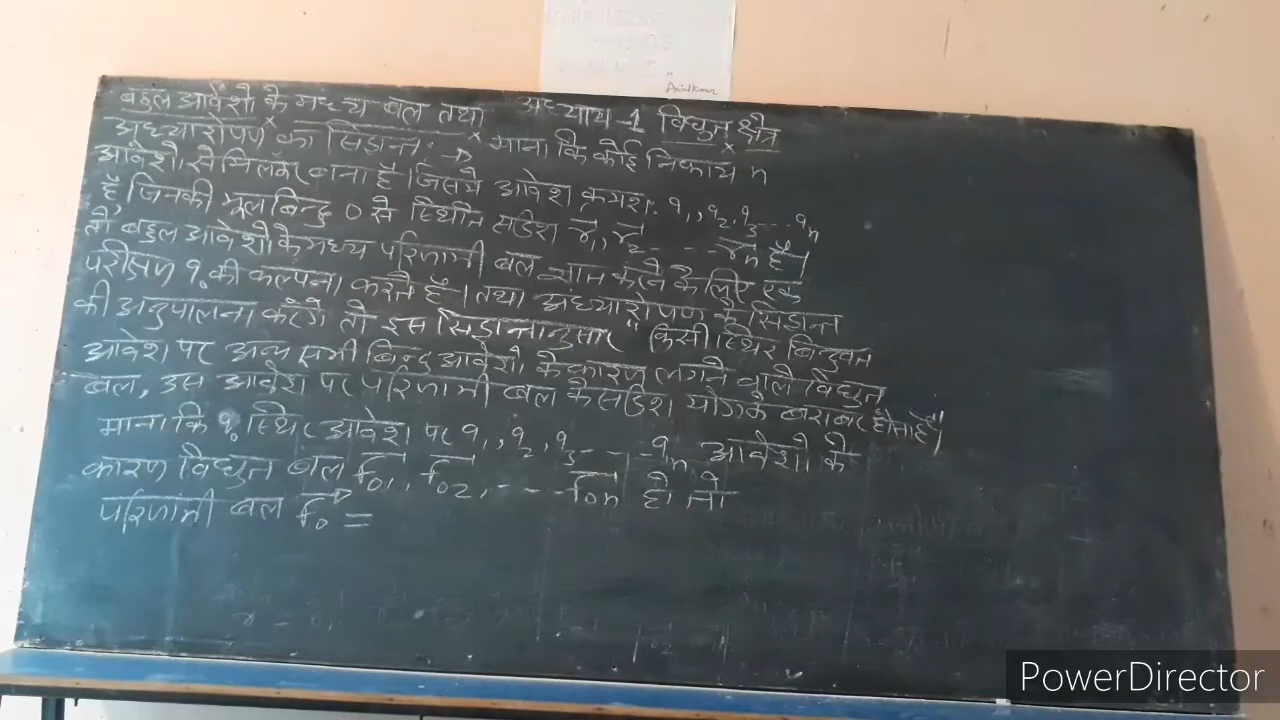 Anil Kumar
बहुल आवेशों के मध्य बल तथा अध्याय-1 विद्युत क्षेत्र
अध्यारोपण का सिद्धान्त: माना कि कोई निकाय n
आवेशो से मिलकर बना है। जिसमे आवेश क्रमश: q₁, q₂, q₃ --- qₙ
है जिनकी मूलबिन्दु O से स्थिति सदिश r₁, r₂ ----- rₙ है।
तो बहुल आवेशो के मध्य परिणामी बल ज्ञात करने के लिए एक
परीक्षण q₀ की कल्पना करते है। तथा अध्यारोपण के सिद्धान्त
की अनुपालना करेगे तो इस सिद्धान्तानुसार "किसी स्थिर बिन्दुवत
आवेश पर अन्य सभी बिन्दु आवेशो के कारण लगने वाले विद्युत
बल, उस आवेश पर परिणामी बल के सदिश योग के बराबर होता है"।
माना कि q₀ स्थिर आवेश पर q₁, q₂, q₃ - - - qₙ आवेशो के
कारण विद्युत बल F₀₁, F₀₂, - - - - F₀ₙ हो तो
परिणामी बल F₀ =
PowerDirector